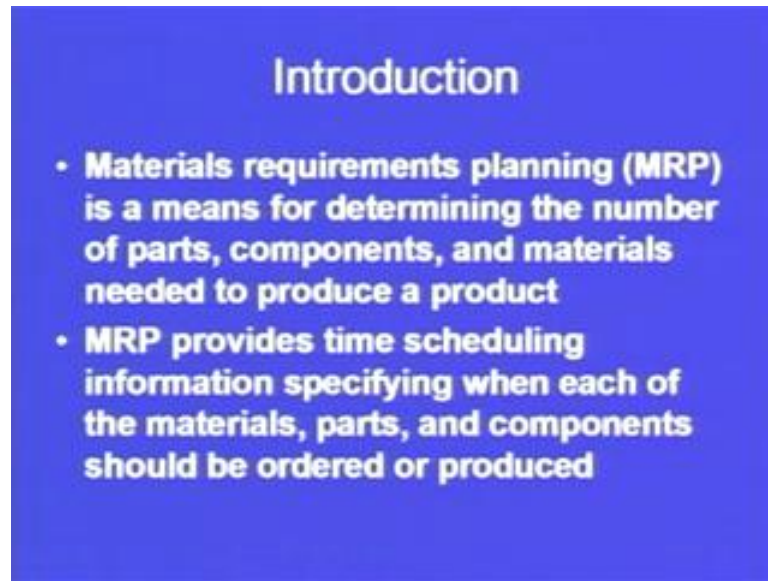 Introduction
• Materials requirements planning (MRP)
is a means for determining the number
of parts, components, and materials
needed to produce a product
• MRP provides time scheduling
information specifying when each of
the materials, parts, and components
should be ordered or produced